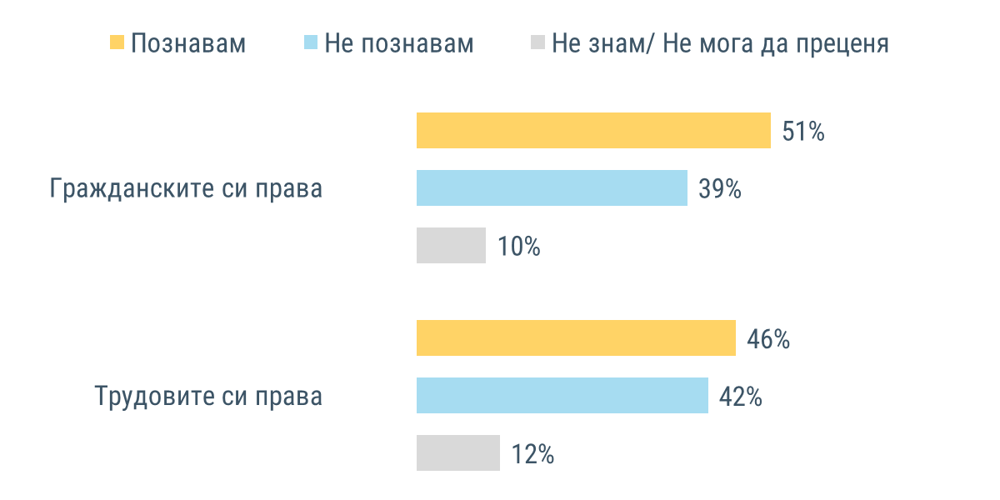 Познавам Не познавам Не знам/ Не мога да преценя
51%
Гражданските си права 39%
10%
46%
Трудовите си права 42%
12%